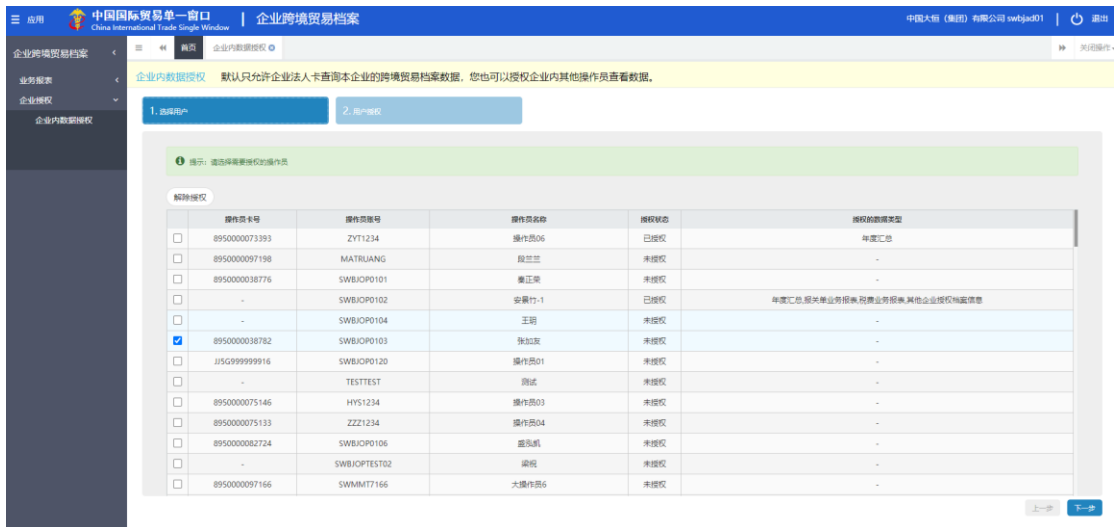 应用 中国国际贸易单一窗口 China International Trade Single Window 企业跨境贸易档案 中国大恒（集团）有限公司 swbjad01 退出
企业跨境贸易档案 首页 企业内数据授权 关闭操作
业务报表
企业授权
企业内数据授权
企业内数据授权 默认只允许企业法人卡查询本企业的跨境贸易档案数据，您也可以授权企业内其他操作员查看数据。
1. 选择用户 2. 用户授权
提示：请选择需要授权的操作员
解除授权
操作员卡号 操作员账号 操作员名称 授权状态 授权的数据类型
8950000073393 ZYT1234 操作员06 已授权 年度汇总
8950000097198 MATRUANG 段兰兰 未授权 -
8950000038776 SWBJOP0101 秦正荣 未授权 -
- SWBJOP0102 安景竹-1 已授权 年度汇总,报关单业务报表,税费业务报表,其他企业授权档案信息
- SWBJOP0104 王玥 未授权 -
8950000038782 SWBJOP0103 张加友 未授权 -
JJ5G999999916 SWBJOP0120 操作员01 未授权 -
- TESTTEST 测试 未授权 -
8950000075146 HYS1234 操作员03 未授权 -
8950000075133 ZZZ1234 操作员04 未授权 -
8950000082724 SWBJOP0106 盛泓凯 未授权 -
- SWBJOPTEST02 梁祝 未授权 -
8950000097166 SWMMT7166 大操作员6 未授权 -
上一步 下一步